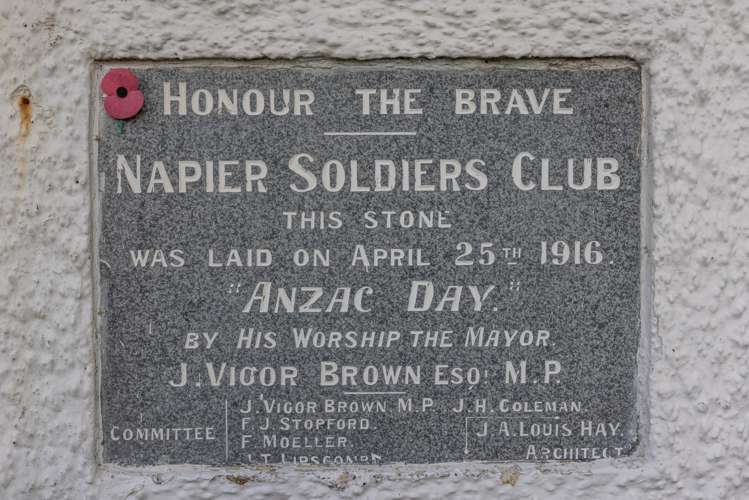 HONOUR THE BRAVE
NAPIER SOLDIERS CLUB
THIS STONE
WAS LAID ON APRIL 25TH 1916.
"ANZAC DAY."
BY HIS WORSHIP THE MAYOR.
J. VIGOR BROWN ESQ: M.P.
COMMITTEE
J. VIGOR BROWN M.P.
F. J. STOPFORD.
F. MOELLER.
J. T. LIPSCOMB
J. H. COLEMAN.
J. A. LOUIS HAY.
ARCHITECT.